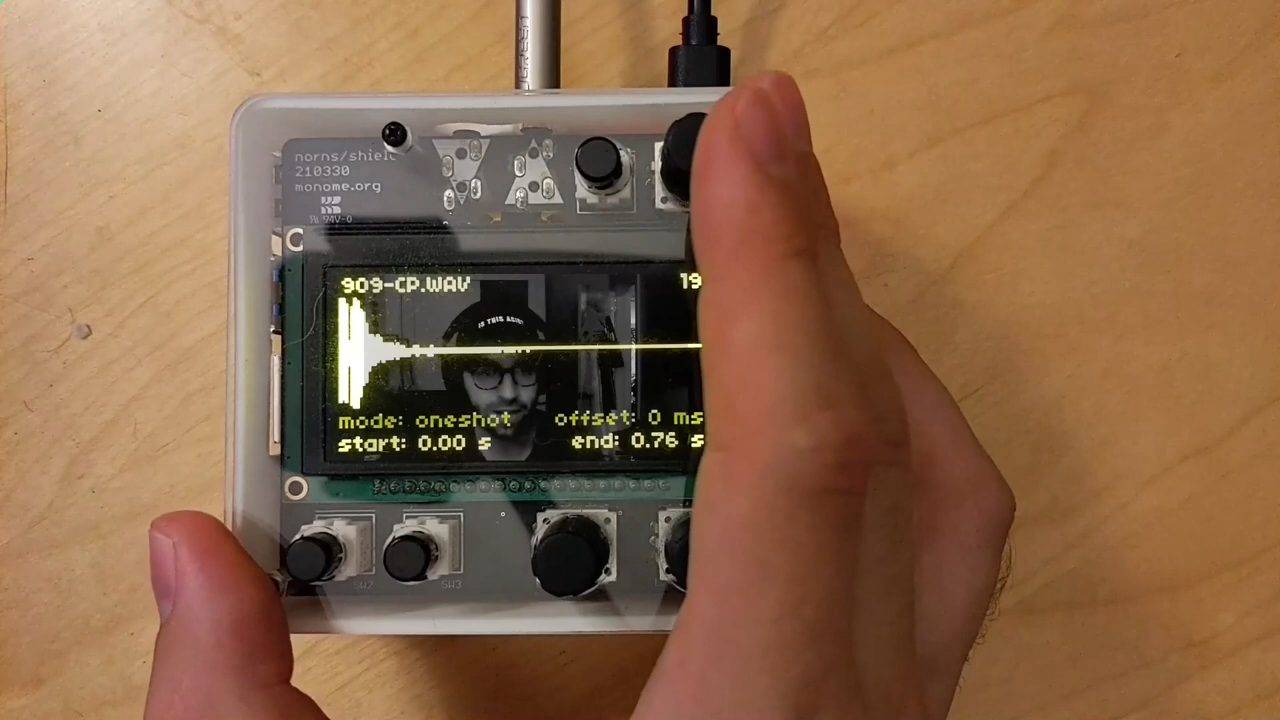 UGREEN
norns/shield
210330
monome.org
94V-0
909-CP.WAV 19
IS THIS
mode: oneshot offset: 0 ms
start: 0.00 s end: 0.76 s
SW2 SW3